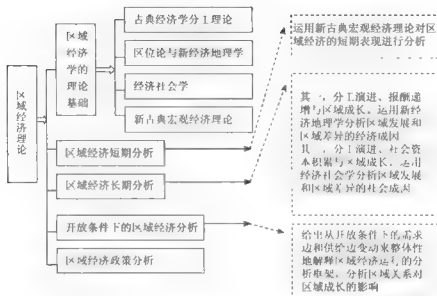 区域经济理论
区域
经济
学的
理论
基础
古典经济学分工理论
区位论与新经济地理学
经济社会学
新古典宏观经济理论
区域经济短期分析
区域经济长期分析
开放条件下的区域经济分析
区域经济政策分析
运用新古典宏观经济理论对区
域经济的短期表现进行分析
其一，分工演进、报酬递
增与区域成长。运用新经
济地理学分析区域发展和
区域差异的经济成因
其二，分工演进、社会资
本积累与区域成长。运用
经济社会学分析区域发展
和区域差异的社会成因
给出从开放条件下的需求
边和供给边变动来整体性
地解释区域经济运行的分
析框架。分析区域关系对
区域成长的影响